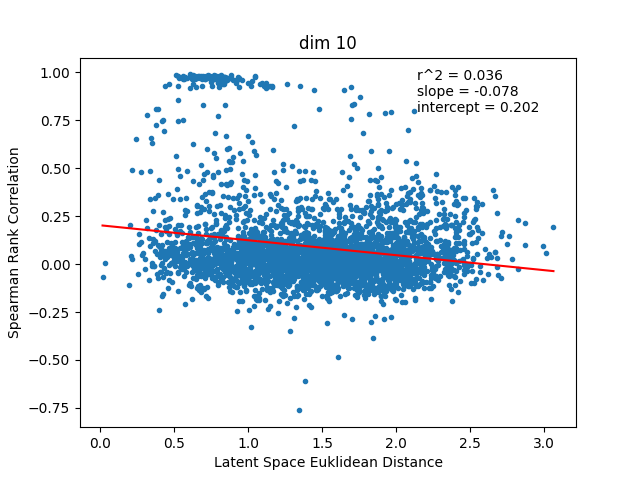 dim 10
r^2 = 0.036
slope = -0.078
intercept = 0.202
1.00
0.75
0.50
0.25
0.00
−0.25
−0.50
−0.75
Spearman Rank Correlation
0.0 0.5 1.0 1.5 2.0 2.5 3.0
Latent Space Euklidean Distance